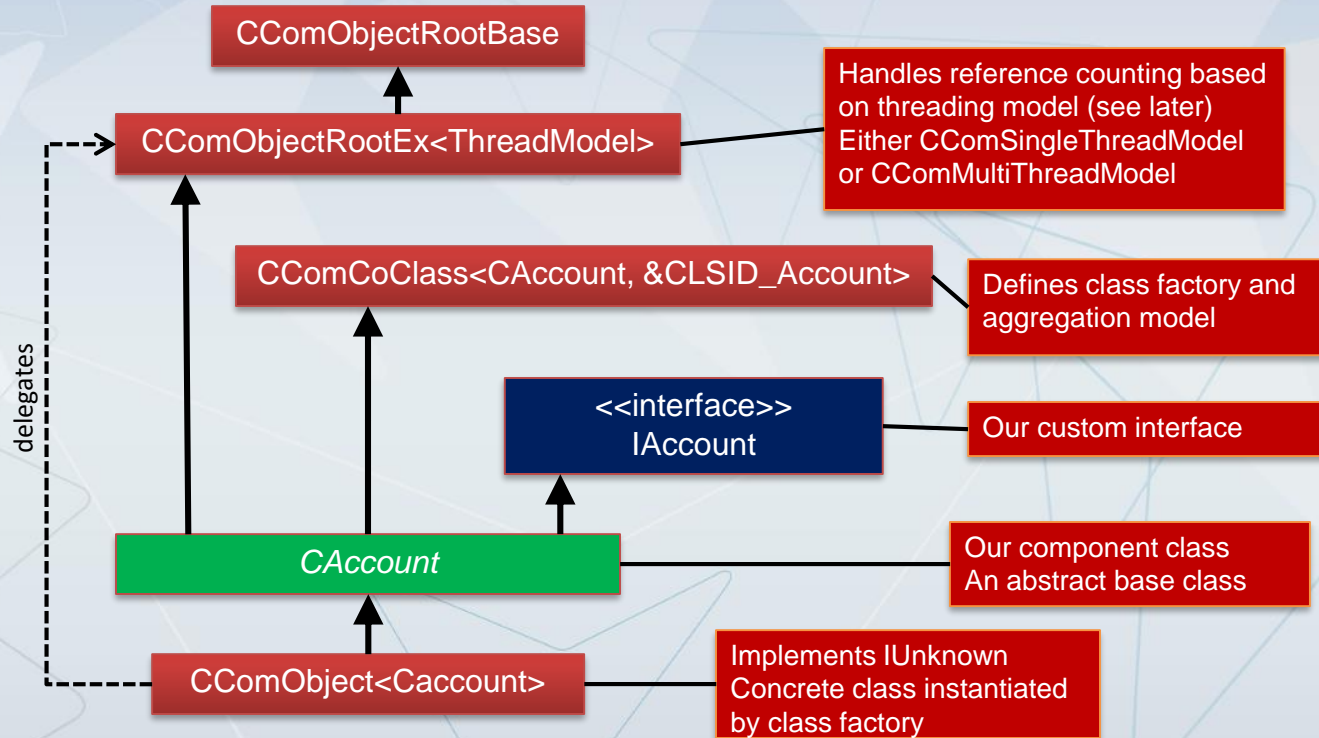 CComObjectRootBase
Handles reference counting based
on threading model (see later)
Either CComSingleThreadModel
or CComMultiThreadModel
CComObjectRootEx<ThreadModel>
CComCoClass<CAccount, &CLSID_Account>
Defines class factory and
aggregation model
delegates
<<interface>>
IAccount
Our custom interface
CAccount
Our component class
An abstract base class
CComObject<Caccount>
Implements IUnknown
Concrete class instantiated
by class factory